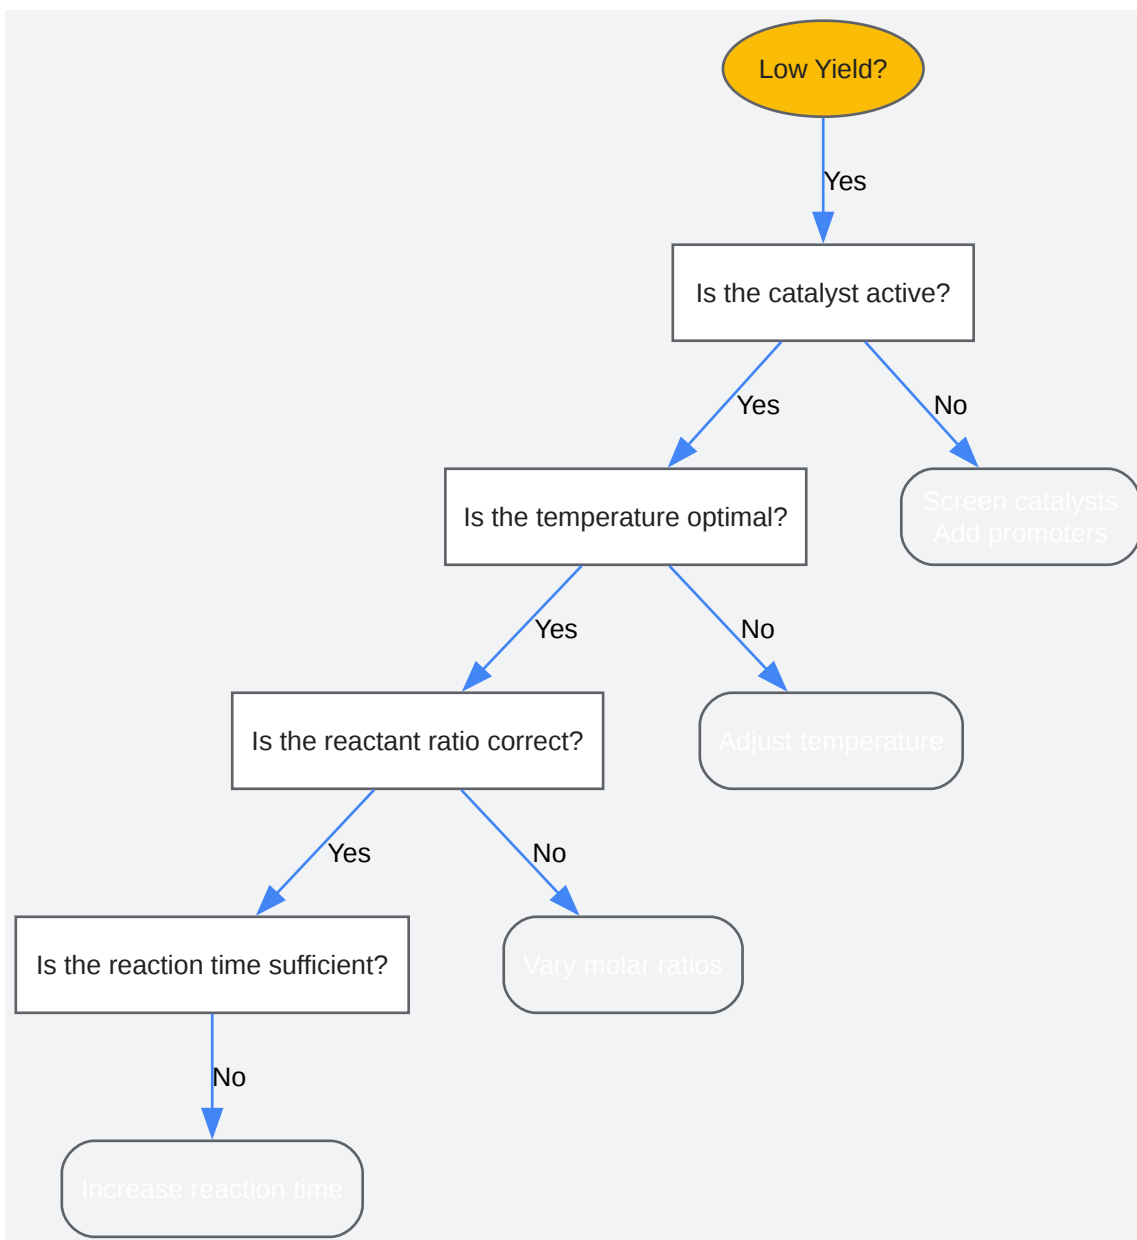 Low Yield?
Yes
Is the catalyst active?
Yes
No
Is the temperature optimal?
Screen catalysts
Add promoters
Yes
No
Is the reactant ratio correct?
Adjust temperature
Yes
No
Is the reaction time sufficient?
Vary molar ratios
No
Increase reaction time